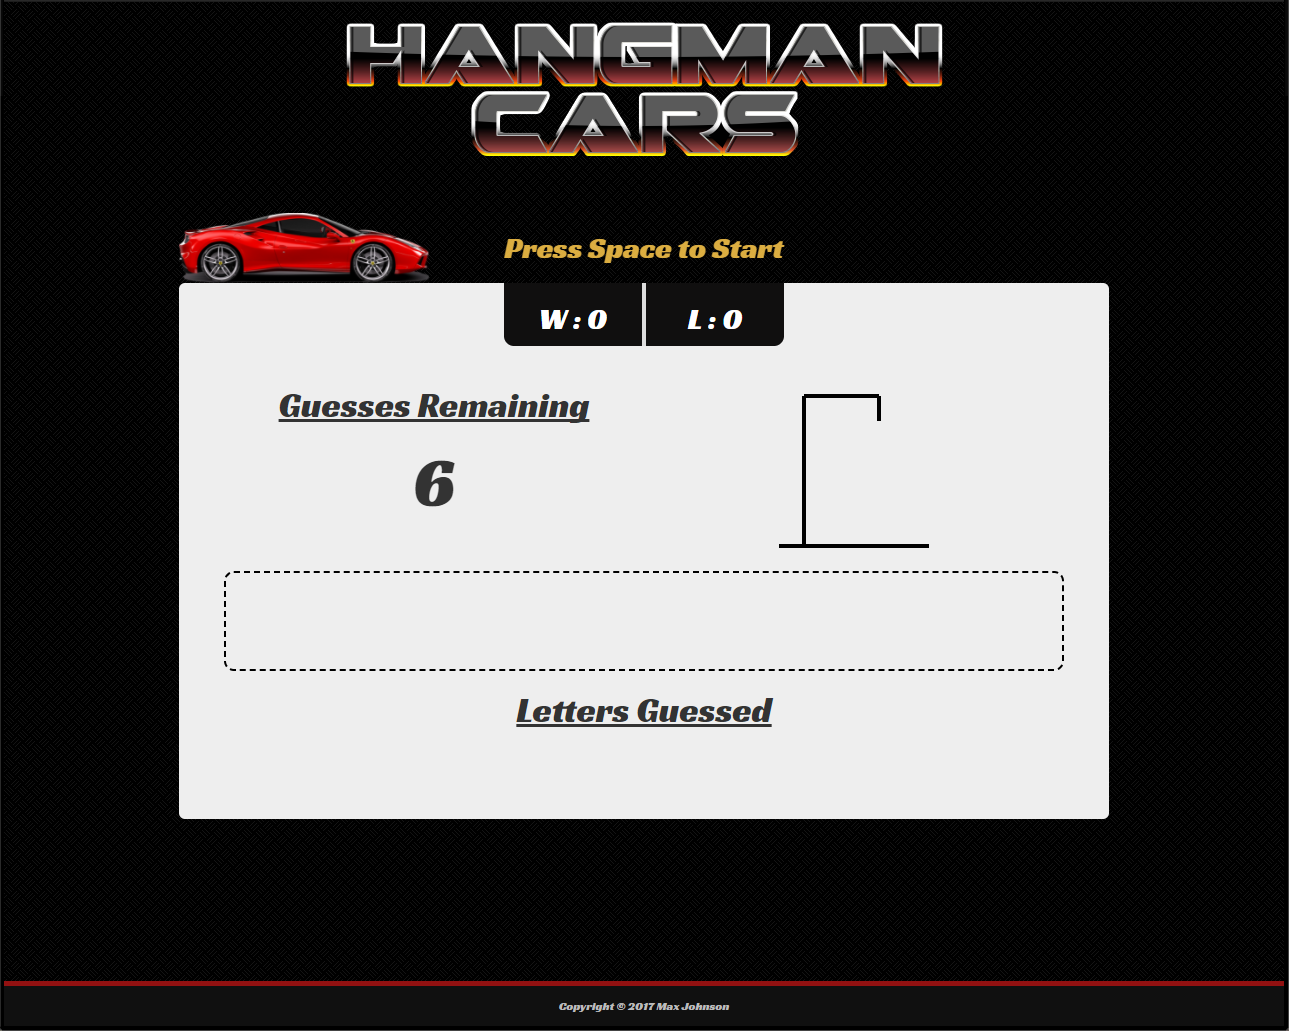 HANGMAN
CARS
Press Space to Start
W : 0
L : 0
Guesses Remaining
6
Letters Guessed
Copyright © 2017 Max Johnson